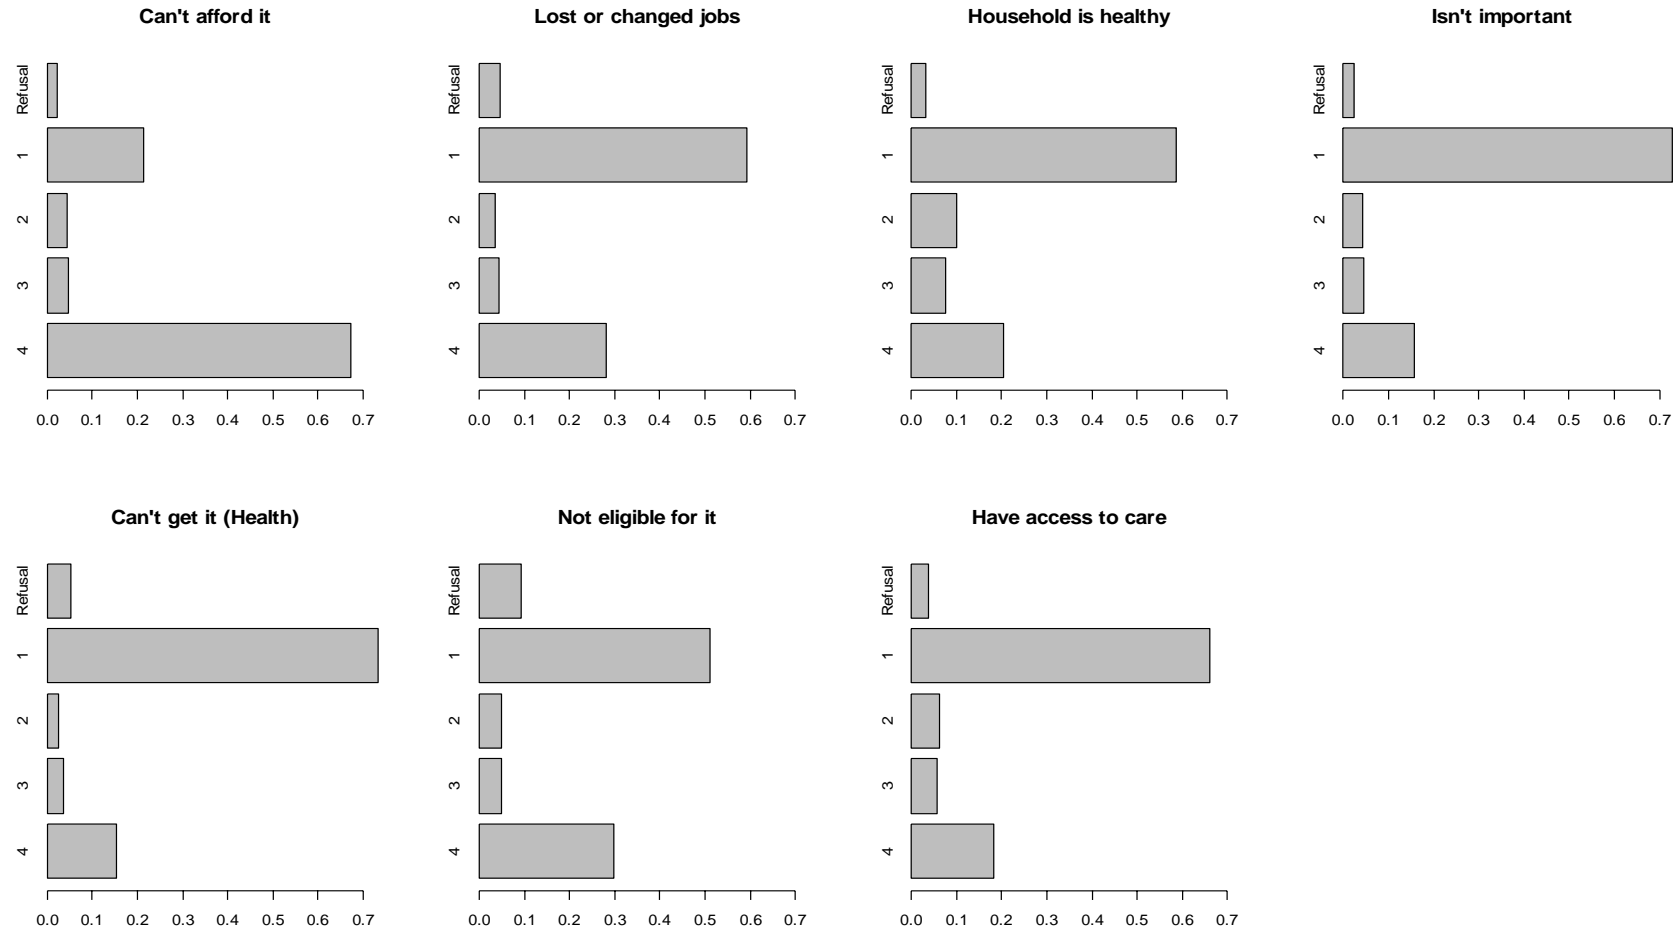 Can't afford it
Refusal
1
2
3
4
0.0 0.1 0.2 0.3 0.4 0.5 0.6 0.7
Lost or changed jobs
Refusal
1
2
3
4
0.0 0.1 0.2 0.3 0.4 0.5 0.6 0.7
Household is healthy
Refusal
1
2
3
4
0.0 0.1 0.2 0.3 0.4 0.5 0.6 0.7
Isn't important
Refusal
1
2
3
4
0.0 0.1 0.2 0.3 0.4 0.5 0.6 0.7
Can't get it (Health)
Refusal
1
2
3
4
0.0 0.1 0.2 0.3 0.4 0.5 0.6 0.7
Not eligible for it
Refusal
1
2
3
4
0.0 0.1 0.2 0.3 0.4 0.5 0.6 0.7
Have access to care
Refusal
1
2
3
4
0.0 0.1 0.2 0.3 0.4 0.5 0.6 0.7